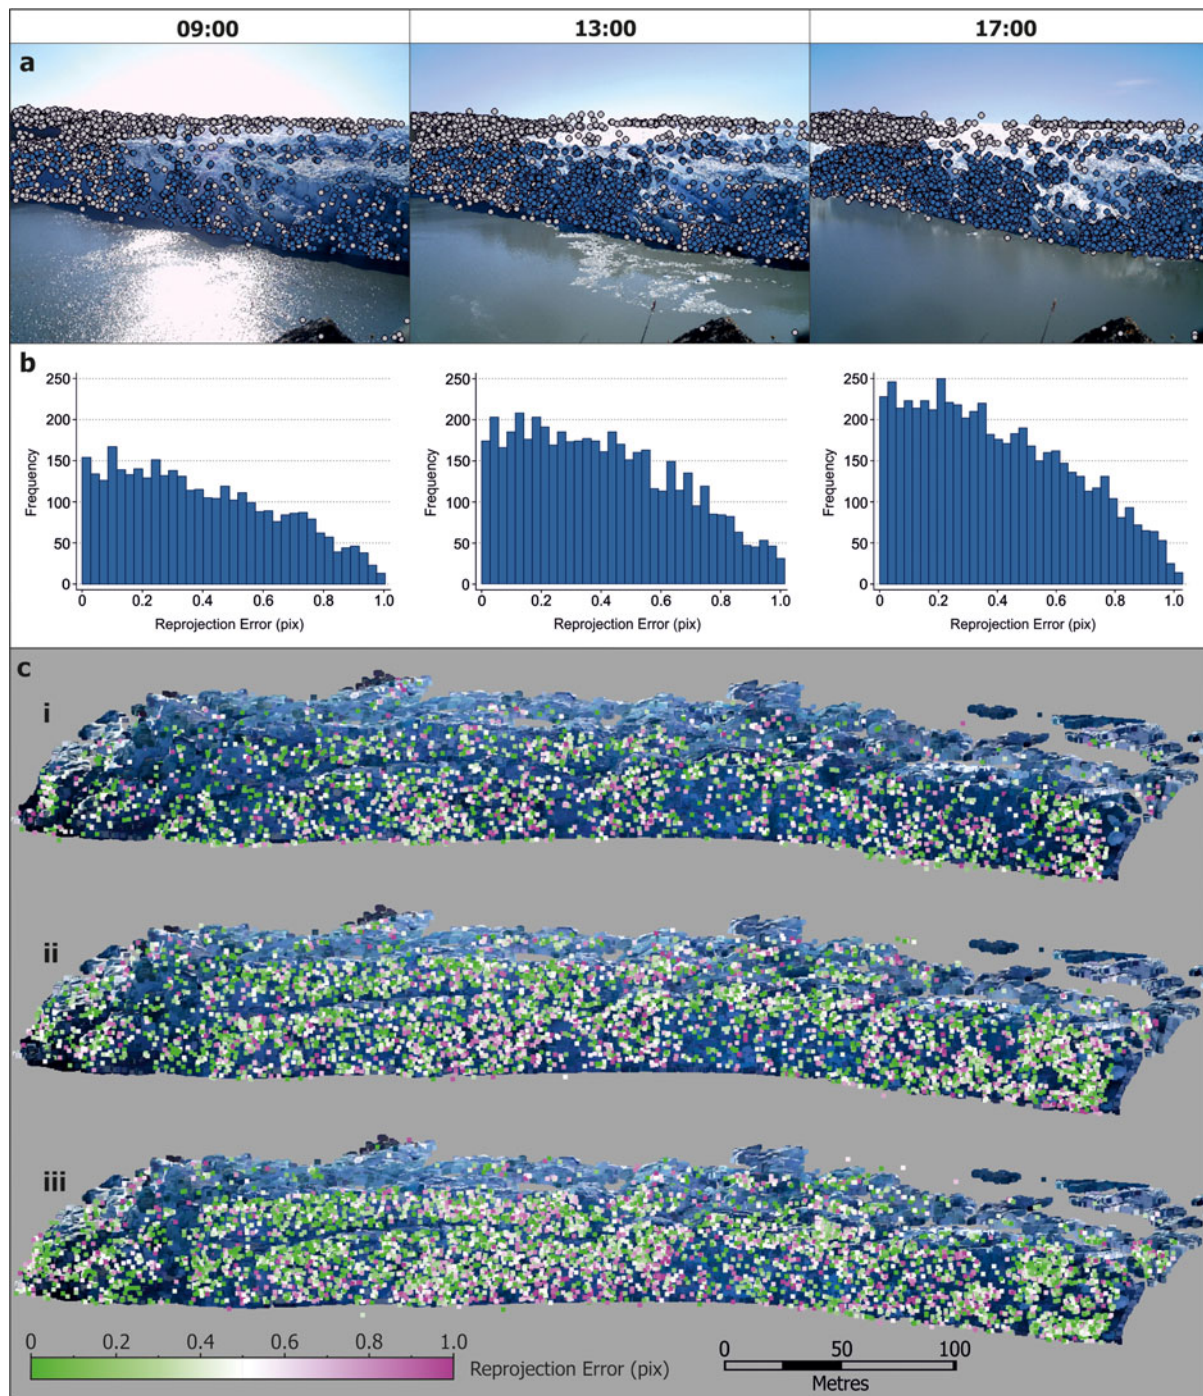 09:00 13:00 17:00
a
b
250 250 250
200 200 200
150 150 150
100 100 100
50 50 50
0 0 0
Frequency Frequency Frequency
0 0.2 0.4 0.6 0.8 1.0 0 0.2 0.4 0.6 0.8 1.0 0 0.2 0.4 0.6 0.8 1.0
Reprojection Error (pix) Reprojection Error (pix) Reprojection Error (pix)
c
i
ii
iii
0 0.2 0.4 0.6 0.8 1.0
Reprojection Error (pix)
0 50 100
Metres